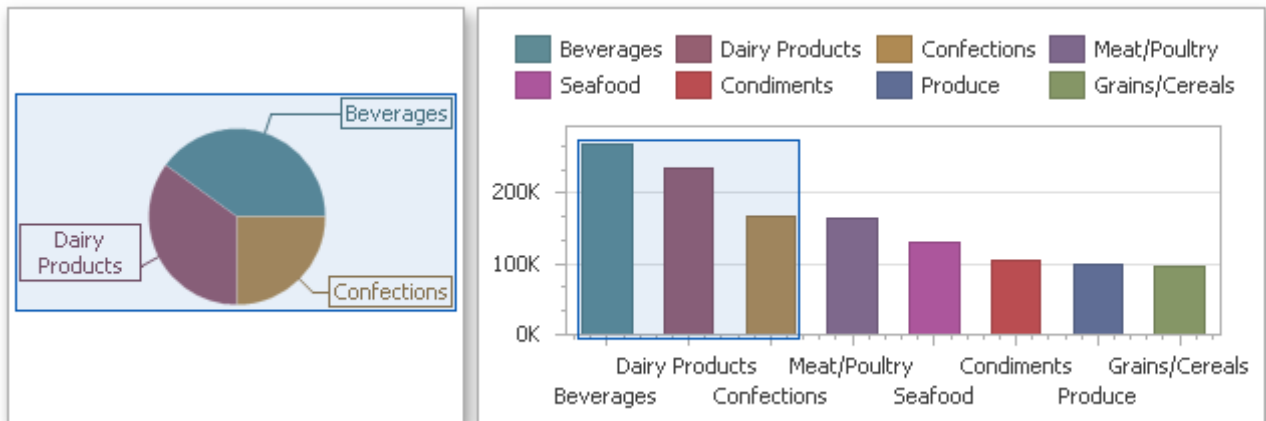 Beverages
Dairy
Products
Confections
Beverages Dairy Products Confections Meat/Poultry
Seafood Condiments Produce Grains/Cereals
200K
100K
0K
Dairy Products Meat/Poultry Condiments Grains/Cereals
Beverages Confections Seafood Produce